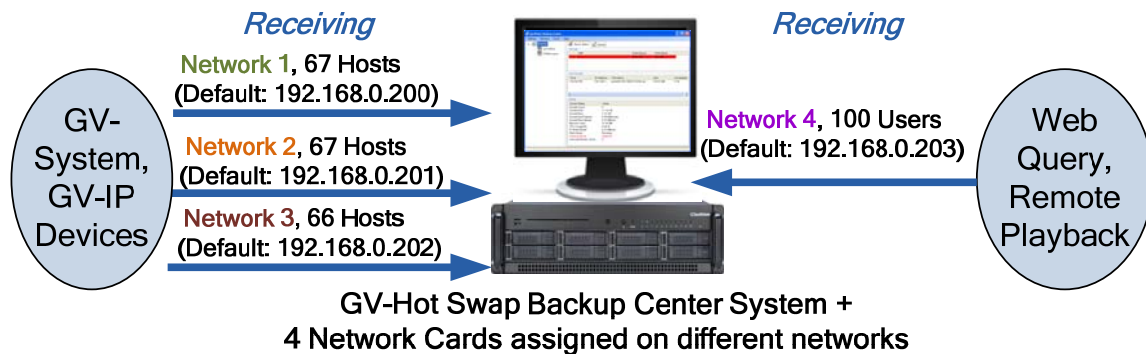 Receiving
Receiving
Network 1, 67 Hosts
(Default: 192.168.0.200)
GV-
System,
GV-IP
Devices
Network 2, 67 Hosts
(Default: 192.168.0.201)
Network 3, 66 Hosts
(Default: 192.168.0.202)
Network 4, 100 Users
(Default: 192.168.0.203)
Web
Query,
Remote
Playback
GV-Hot Swap Backup Center System +
4 Network Cards assigned on different networks